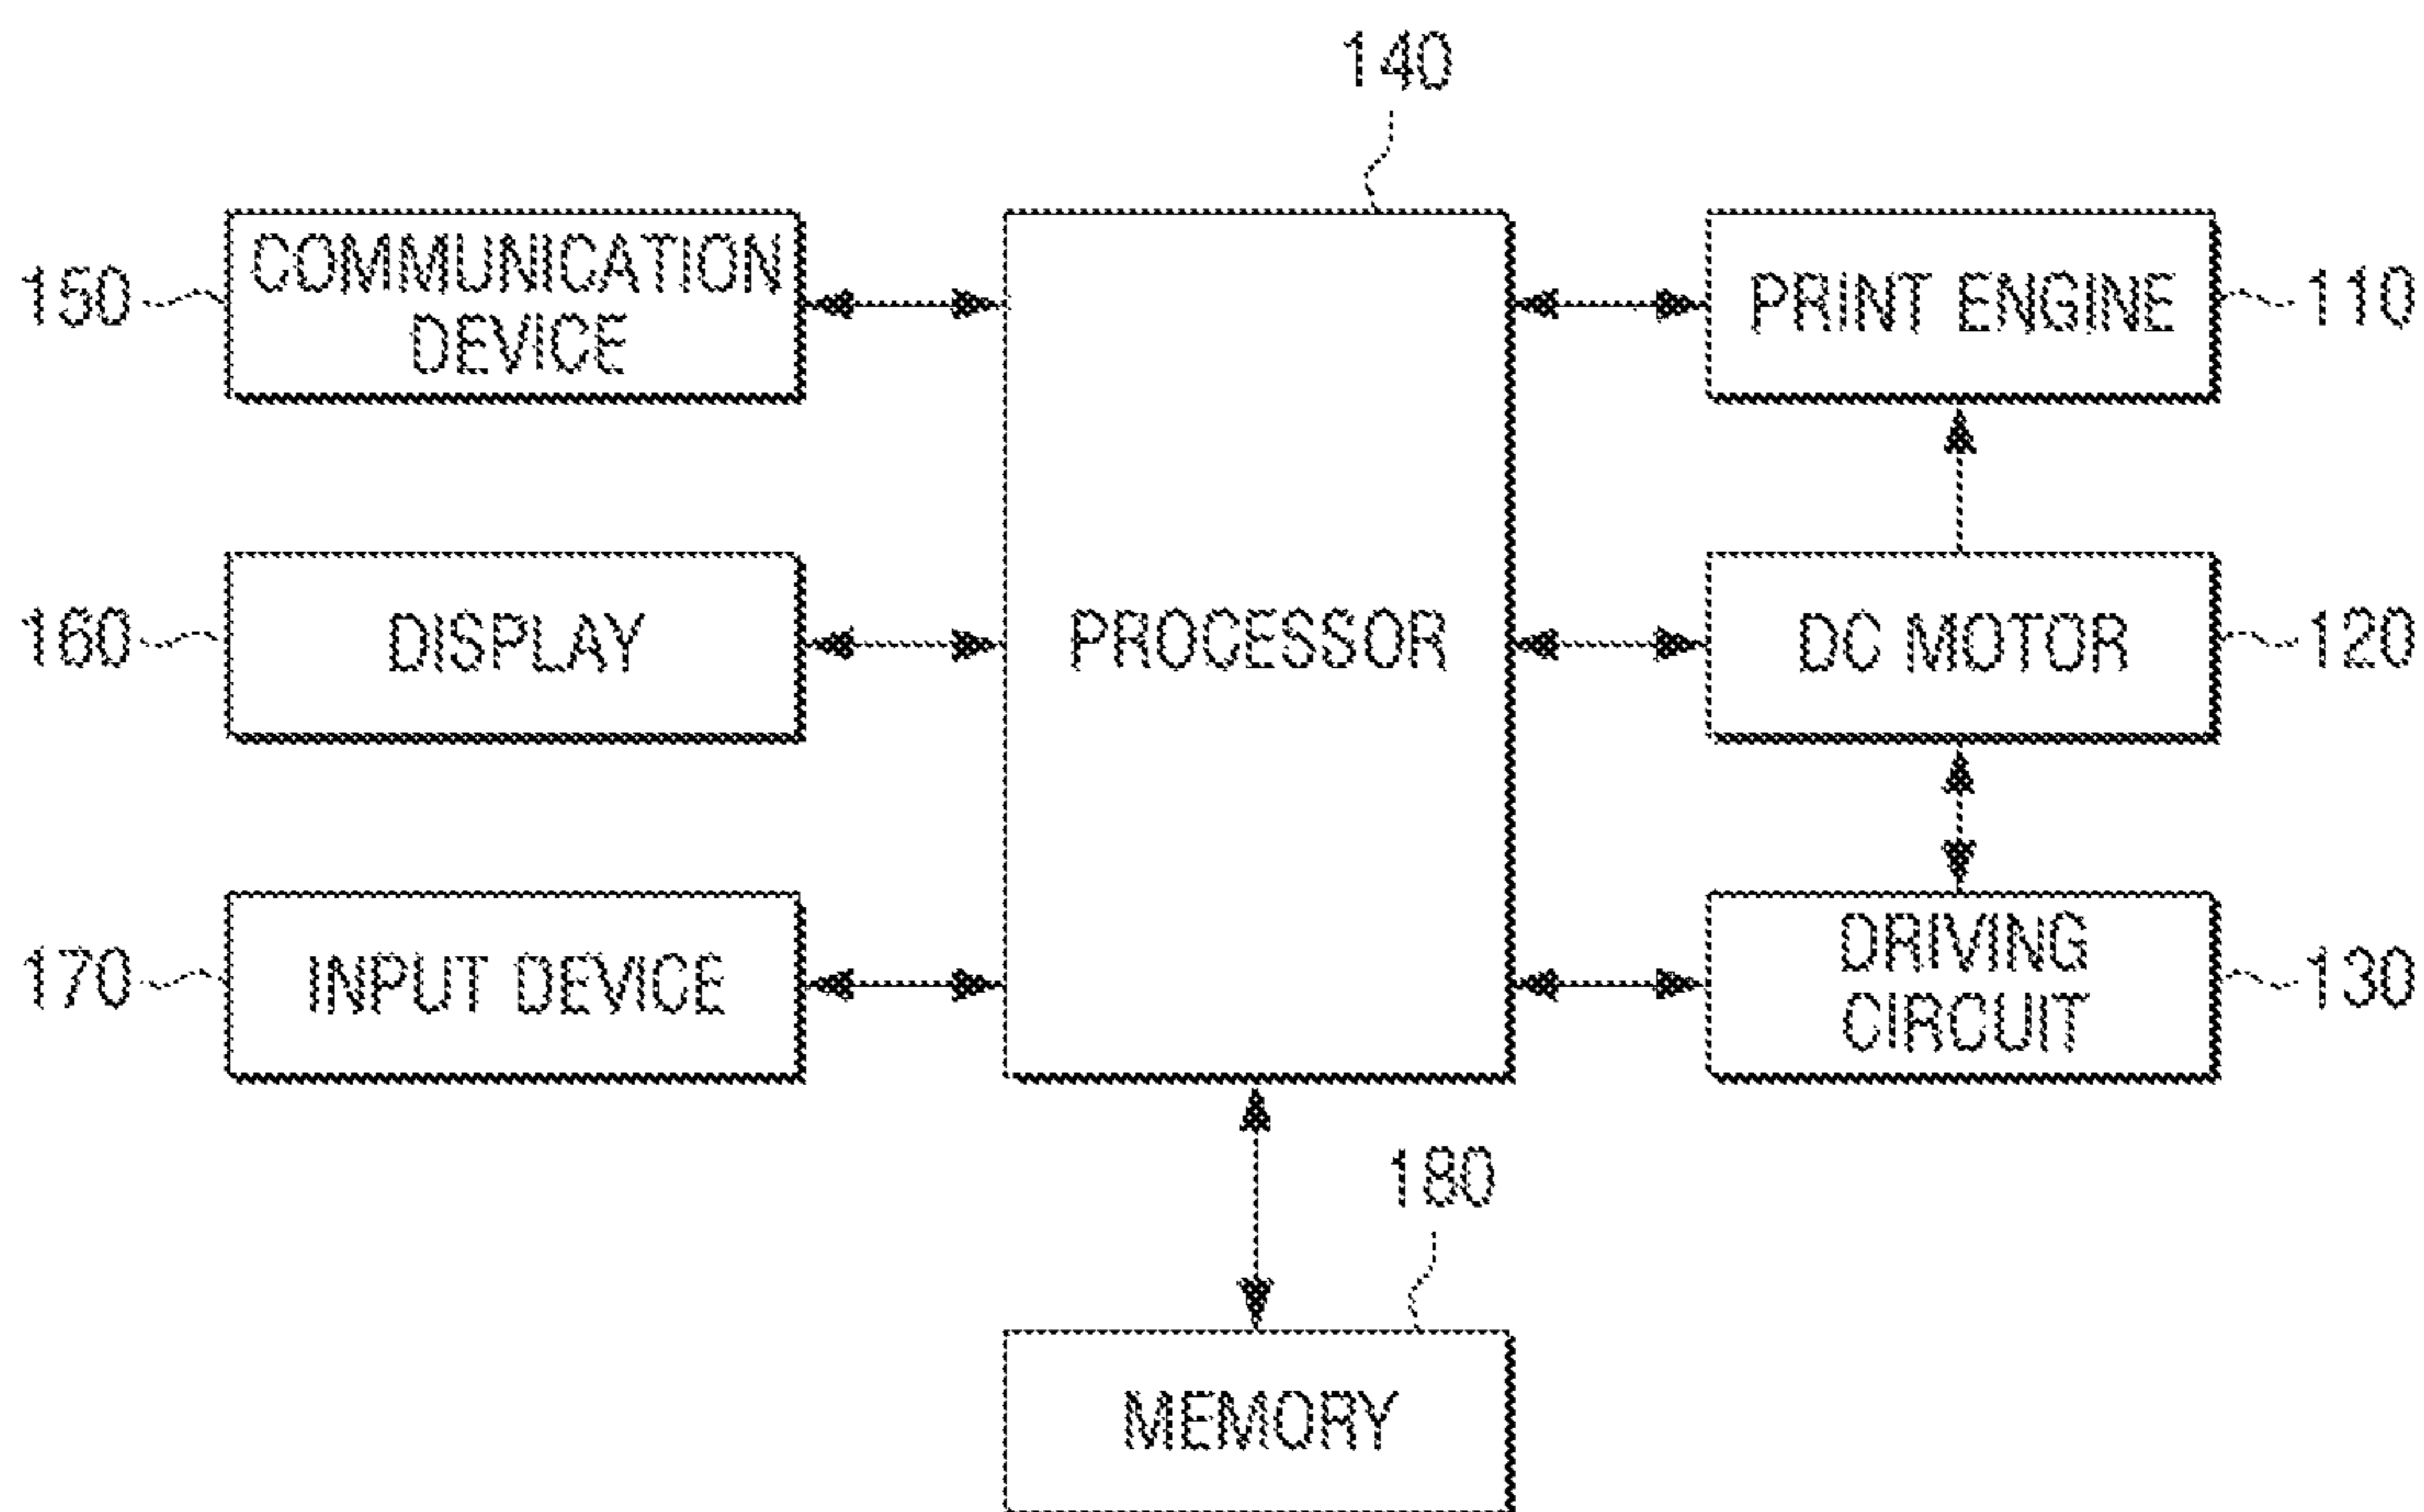 140
150
COMMUNICATION
DEVICE
PRINT ENGINE
110
160
DISPLAY
PROCESSOR
DC MOTOR
120
170
INPUT DEVICE
DRIVING
CIRCUIT
130
180
MEMORY